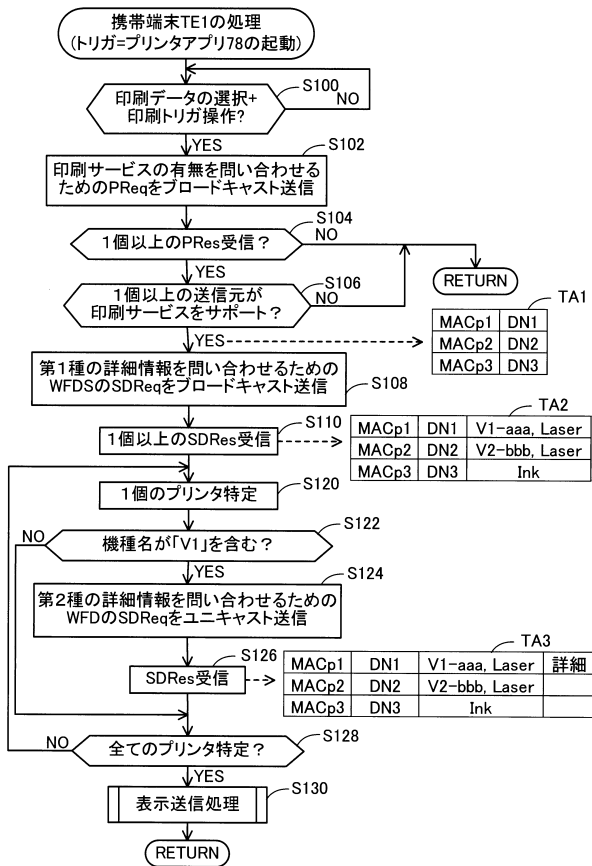 携帯端末TE1の処理
(トリガ=プリンタアプリ78の起動)
S100
印刷データの選択+
印刷トリガ操作?
NO
YES
S102
印刷サービスの有無を問い合わせる
ためのPReqをブロードキャスト送信
S104
1個以上のPRes受信?
NO
YES
S106
1個以上の送信元が
印刷サービスをサポート?
NO
RETURN
YES
TA1
MACp1 DN1
MACp2 DN2
MACp3 DN3
第1種の詳細情報を問い合わせるための
WFDSのSDReqをブロードキャスト送信
S108
S110
1個以上のSDRes受信
TA2
MACp1 DN1 V1-aaa, Laser
MACp2 DN2 V2-bbb, Laser
MACp3 DN3 Ink
1個のプリンタ特定
S120
S122
NO
機種名が「V1」を含む?
YES
S124
第2種の詳細情報を問い合わせるための
WFDのSDReqをユニキャスト送信
S126
SDRes受信
TA3
MACp1 DN1 V1-aaa, Laser 詳細
MACp2 DN2 V2-bbb, Laser
MACp3 DN3 Ink
S128
NO
全てのプリンタ特定?
YES
S130
表示送信処理
RETURN